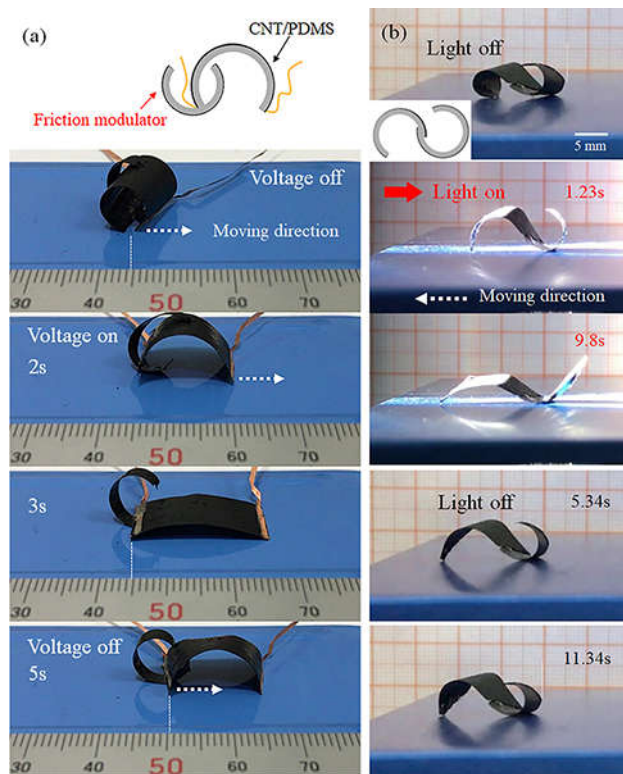 (a)
CNT/PDMS
Friction modulator
Voltage off
Moving direction
30 40 50 60 70
Voltage on
2s
30 40 50 60 70
3s
30 40 50 60 70
Voltage off
5s
30 40 50 60 70
(b)
Light off
5 mm
Light on
1.23s
Moving direction
9.8s
Light off
5.34s
11.34s